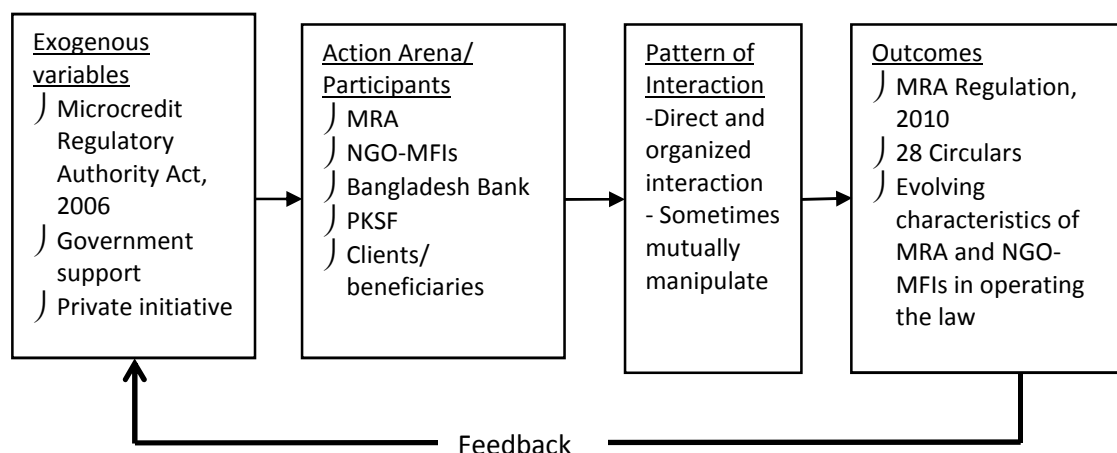 Exogenous
variables
⌡ Microcredit
Regulatory
Authority Act,
2006
⌡ Government
support
⌡ Private initiative
Action Arena/
Participants
⌡ MRA
⌡ NGO-MFIs
⌡ Bangladesh Bank
⌡ PKSF
⌡ Clients/
beneficiaries
Pattern of
Interaction
-Direct and
organized
interaction
- Sometimes
mutually
manipulate
Outcomes
⌡ MRA Regulation,
2010
⌡ 28 Circulars
⌡ Evolving
characteristics of
MRA and NGO-
MFIs in operating
the law
Feedback